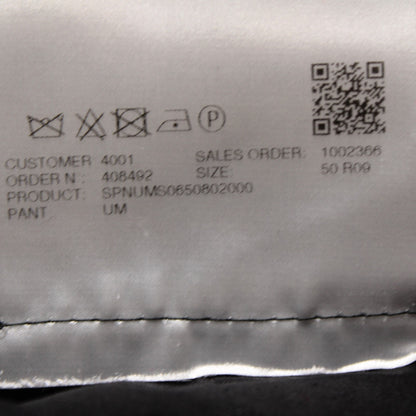 P
CUSTOMER 4001 SALES ORDER: 1002366
ORDER N.: 408492 SIZE: 50 R09
PRODUCT: SPNUMS0650802000
PANT UM